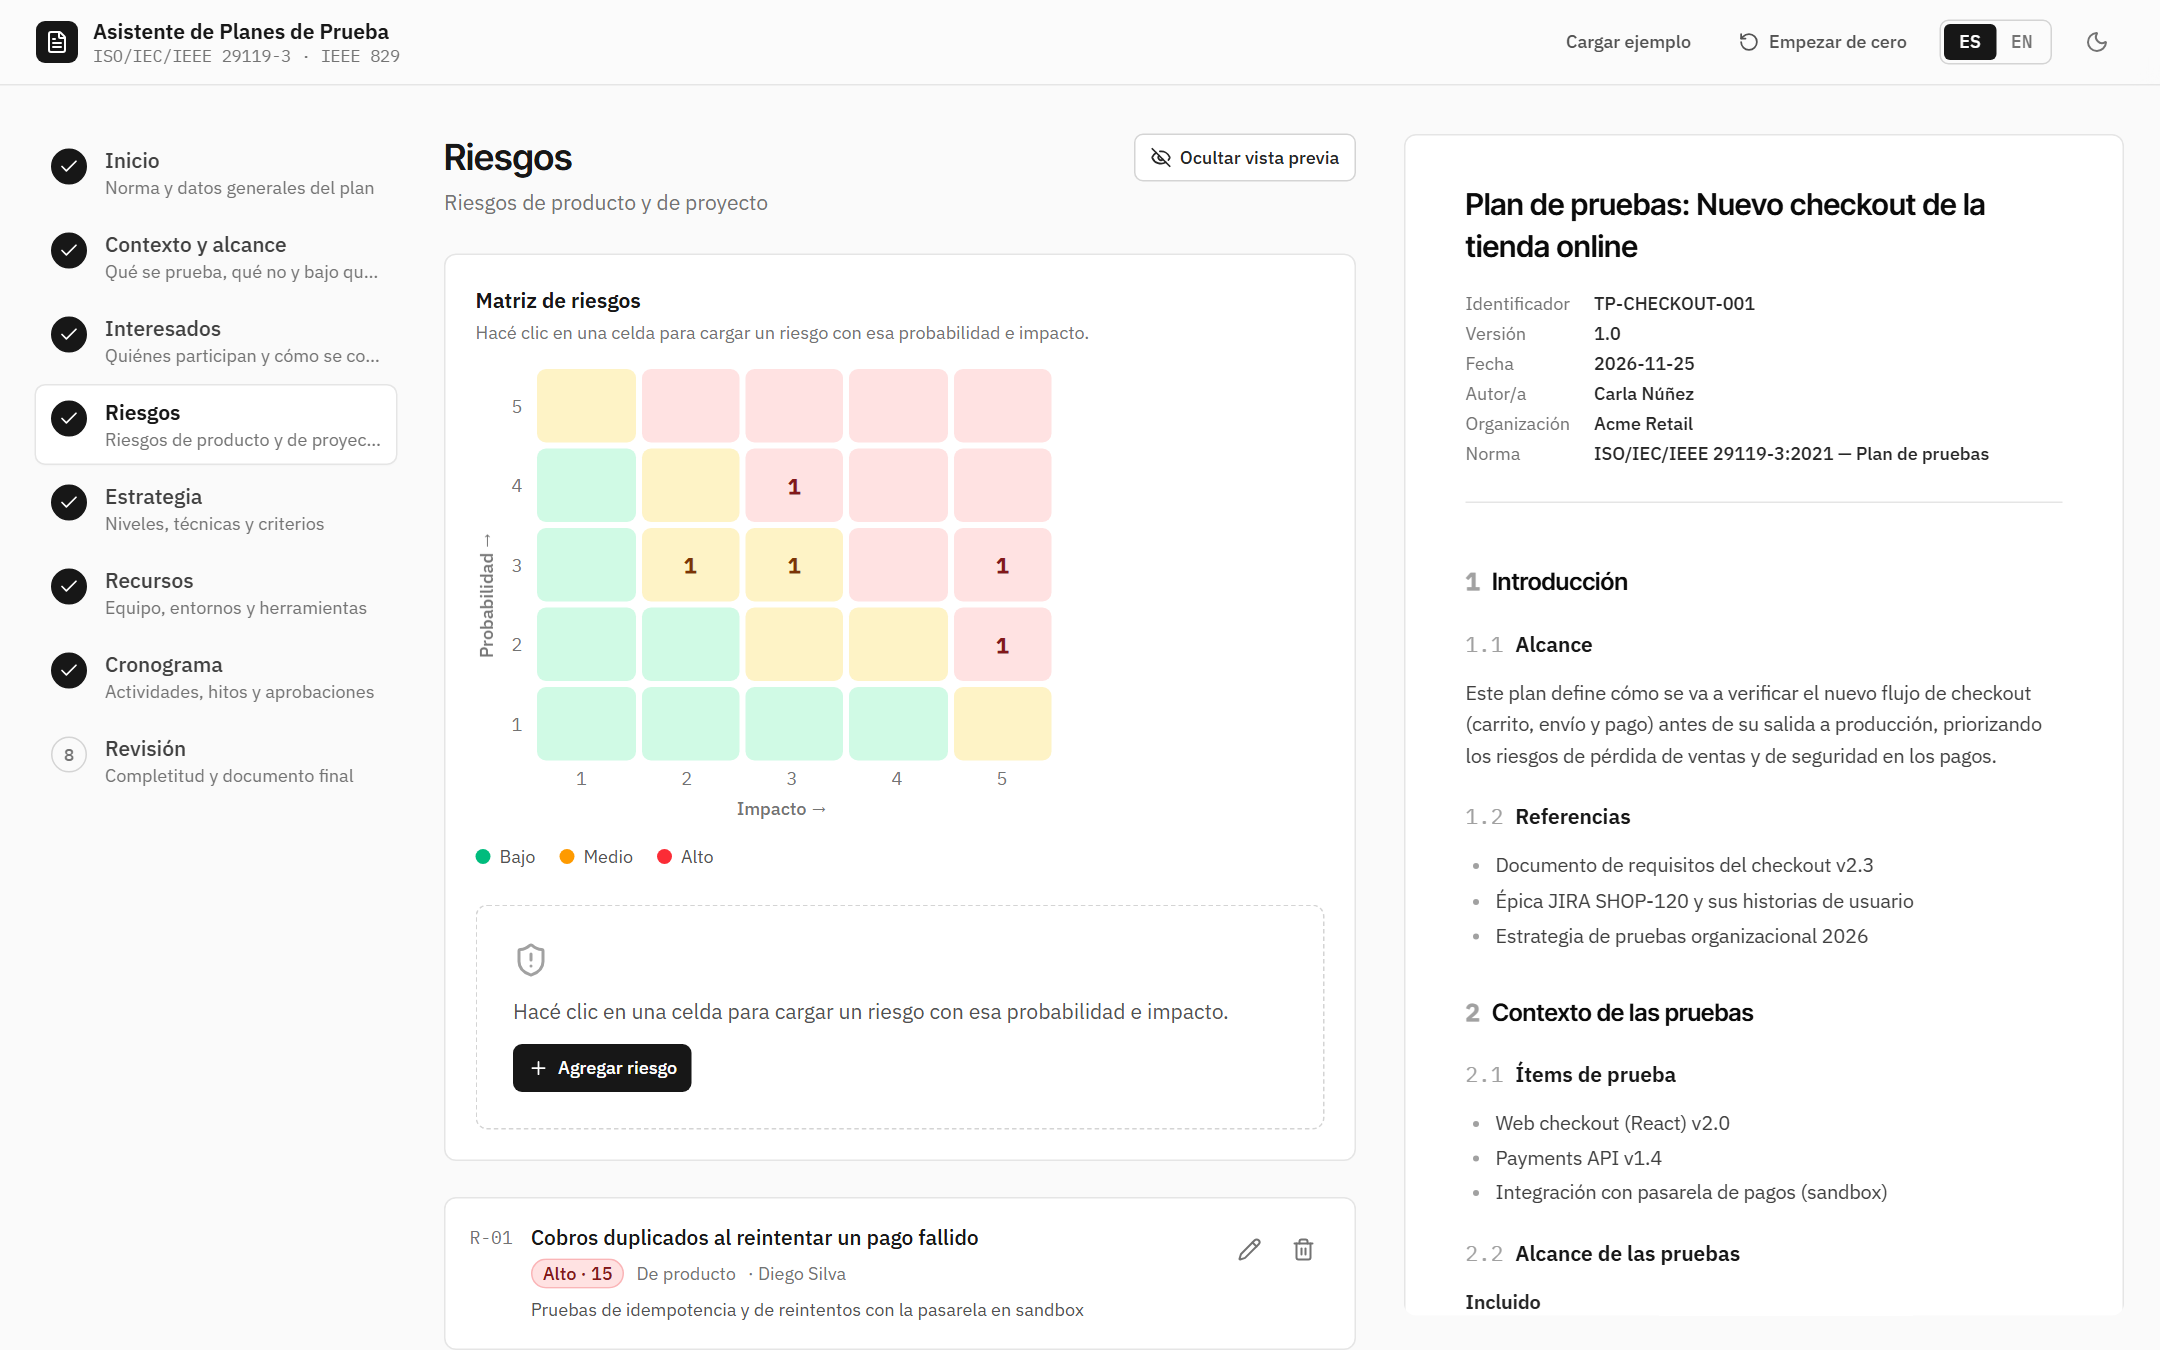 Asistente de Planes de Prueba
ISO/IEC/IEEE 29119-3 · IEEE 829
Cargar ejemplo
Empezar de cero
ES
EN
Inicio
Norma y datos generales del plan
Contexto y alcance
Qué se prueba, qué no y bajo qu...
Interesados
Quiénes participan y cómo se co...
Riesgos
Riesgos de producto y de proyec...
Estrategia
Niveles, técnicas y criterios
Recursos
Equipo, entornos y herramientas
Cronograma
Actividades, hitos y aprobaciones
8
Revisión
Completitud y documento final
Riesgos
Riesgos de producto y de proyecto
Ocultar vista previa
Matriz de riesgos
Hacé clic en una celda para cargar un riesgo con esa probabilidad e impacto.
Probabilidad →
5
4 1
3 1 1 1
2 1
1
1 2 3 4 5
Impacto →
Bajo Medio Alto
Hacé clic en una celda para cargar un riesgo con esa probabilidad e impacto.
+ Agregar riesgo
R-01 Cobros duplicados al reintentar un pago fallido
Alto · 15 De producto · Diego Silva
Pruebas de idempotencia y de reintentos con la pasarela en sandbox
Plan de pruebas: Nuevo checkout de la
tienda online
Identificador TP-CHECKOUT-001
Versión 1.0
Fecha 2026-11-25
Autor/a Carla Núñez
Organización Acme Retail
Norma ISO/IEC/IEEE 29119-3:2021 — Plan de pruebas
1 Introducción
1.1 Alcance
Este plan define cómo se va a verificar el nuevo flujo de checkout
(carrito, envío y pago) antes de su salida a producción, priorizando
los riesgos de pérdida de ventas y de seguridad en los pagos.
1.2 Referencias
• Documento de requisitos del checkout v2.3
• Épica JIRA SHOP-120 y sus historias de usuario
• Estrategia de pruebas organizacional 2026
2 Contexto de las pruebas
2.1 Ítems de prueba
• Web checkout (React) v2.0
• Payments API v1.4
• Integración con pasarela de pagos (sandbox)
2.2 Alcance de las pruebas
Incluido